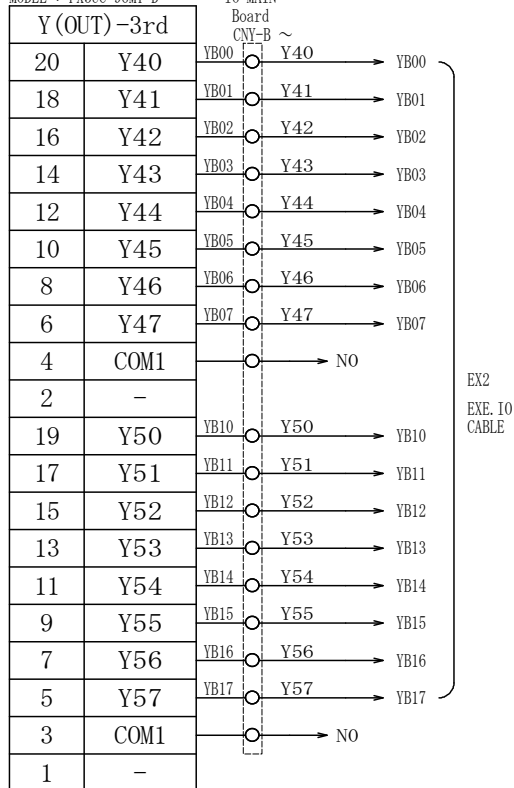 Y(OUT)-3rd
Board
CNY-B ~
20 Y40 YB00 Y40 YB00
18 Y41 YB01 Y41 YB01
16 Y42 YB02 Y42 YB02
14 Y43 YB03 Y43 YB03
12 Y44 YB04 Y44 YB04
10 Y45 YB05 Y45 YB05
8 Y46 YB06 Y46 YB06
6 Y47 YB07 Y47 YB07
4 COM1 N0
2 -
EX2
EXE.IO
CABLE
19 Y50 YB10 Y50 YB10
17 Y51 YB11 Y51 YB11
15 Y52 YB12 Y52 YB12
13 Y53 YB13 Y53 YB13
11 Y54 YB14 Y54 YB14
9 Y55 YB15 Y55 YB15
7 Y56 YB16 Y56 YB16
5 Y57 YB17 Y57 YB17
3 COM1 N0
1 -